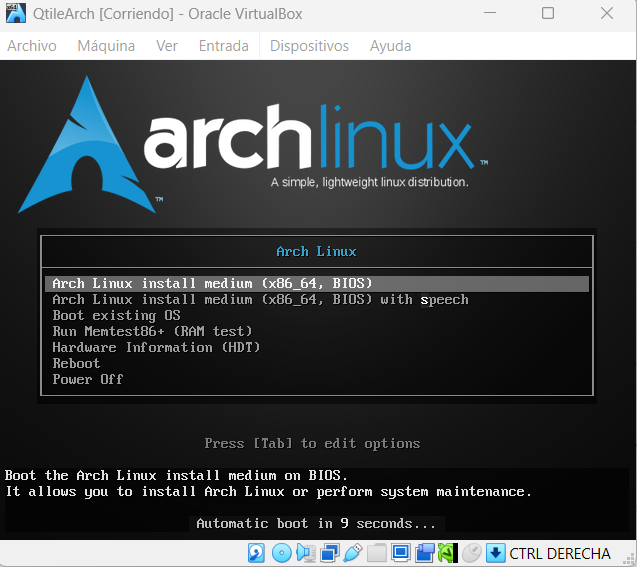 QtileArch [Corriendo] - Oracle VirtualBox
Archivo Máquina Ver Entrada Dispositivos Ayuda
archlinux™
A simple, lightweight linux distribution.
™
Arch Linux
Arch Linux install medium (x86_64, BIOS)
Arch Linux install medium (x86_64, BIOS) with speech
Boot existing OS
Run Memtest86+ (RAM test)
Hardware Information (HDT)
Reboot
Power Off
Press [Tab] to edit options
Boot the Arch Linux install medium on BIOS.
It allows you to install Arch Linux or perform system maintenance.
Automatic boot in 9 seconds...
CTRL DERECHA